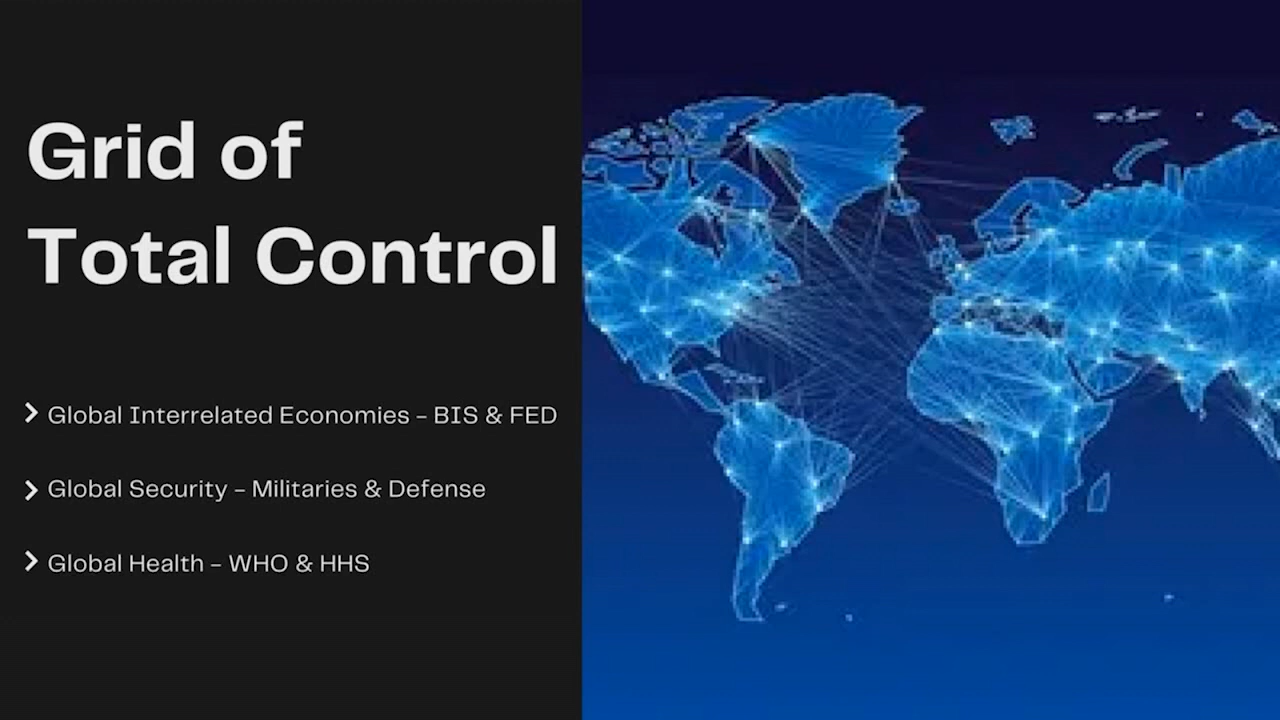 Grid of
Total Control
Global Interrelated Economies – BIS & FED
Global Security – Militaries & Defense
Global Health – WHO & HHS